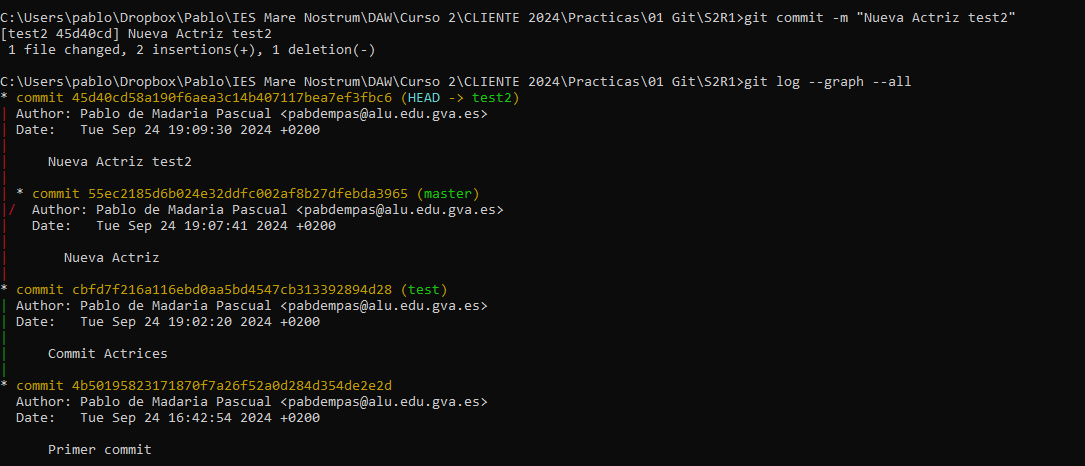 C:\Users\pablo\Dropbox\Pablo\IES Mare Nostrum\DAW\Curso 2\CLIENTE 2024\Practicas\01 Git\S2R1>git commit -m "Nueva Actriz test2"
[test2 45d40cd] Nueva Actriz test2
 1 file changed, 2 insertions(+), 1 deletion(-)
C:\Users\pablo\Dropbox\Pablo\IES Mare Nostrum\DAW\Curso 2\CLIENTE 2024\Practicas\01 Git\S2R1>git log --graph --all
* commit 45d40cd58a190f6aea3c14b407117bea7ef3fbc6 (HEAD -> test2)
| Author: Pablo de Madaria Pascual <pabdempas@alu.edu.gva.es>
| Date:   Tue Sep 24 19:09:30 2024 +0200
|
|     Nueva Actriz test2
|
| * commit 55ec2185d6b024e32ddfc002af8b27dfebda3965 (master)
|/  Author: Pablo de Madaria Pascual <pabdempas@alu.edu.gva.es>
|   Date:   Tue Sep 24 19:07:41 2024 +0200
|
|       Nueva Actriz
|
* commit cbfd7f216a116ebd0aa5bd4547cb313392894d28 (test)
| Author: Pablo de Madaria Pascual <pabdempas@alu.edu.gva.es>
| Date:   Tue Sep 24 19:02:20 2024 +0200
|
|     Commit Actrices
|
* commit 4b50195823171870f7a26f52a0d284d354de2e2d
  Author: Pablo de Madaria Pascual <pabdempas@alu.edu.gva.es>
  Date:   Tue Sep 24 16:42:54 2024 +0200
      Primer commit